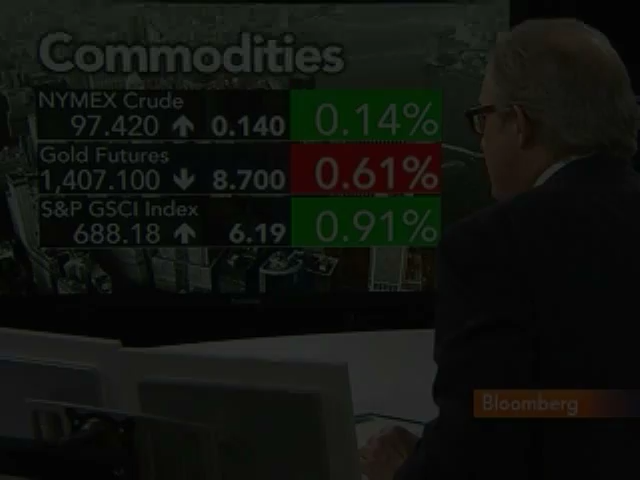 Commodities
NYMEX Crude
97.420 ↑ 0.140 0.14%
Gold Futures
1,407.100 ↓ 8.700 0.61%
S&P GSCI Index
688.18 ↑ 6.19 0.91%
Bloomberg